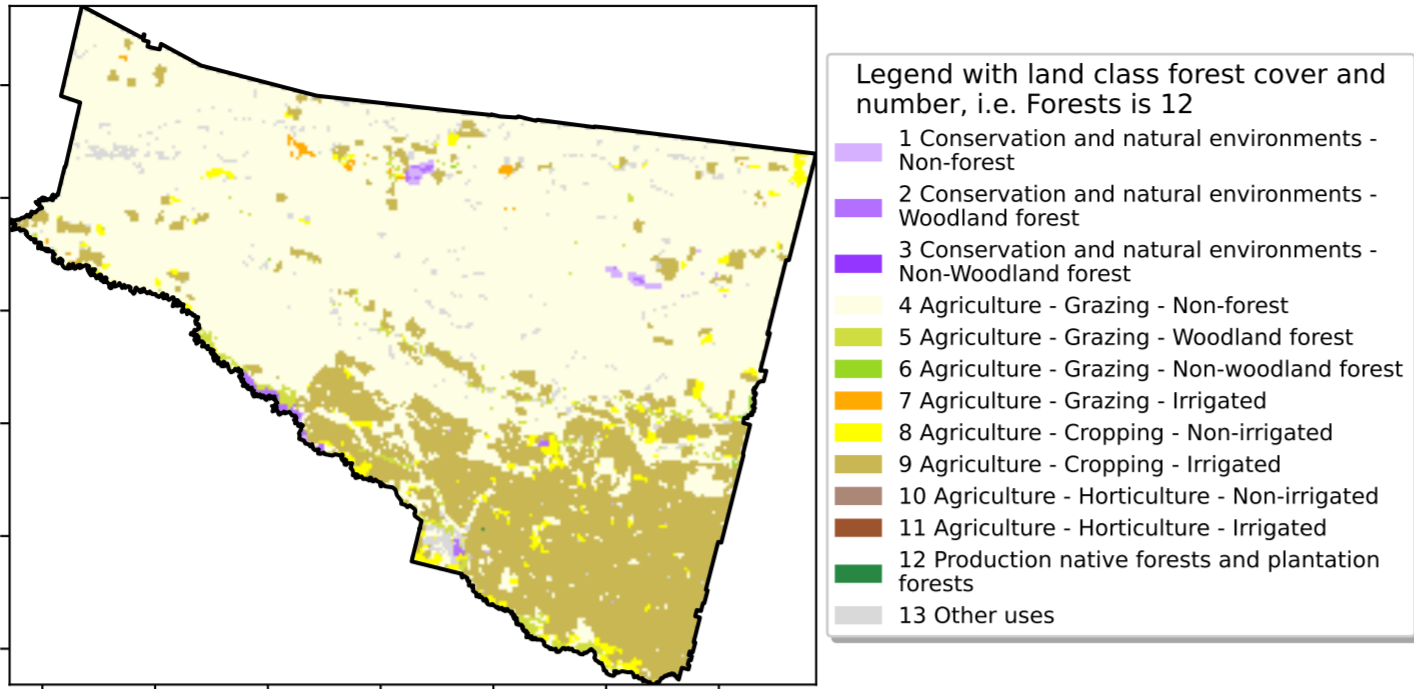 Legend with land class forest cover and
number, i.e. Forests is 12
1 Conservation and natural environments -
Non-forest
2 Conservation and natural environments -
Woodland forest
3 Conservation and natural environments -
Non-Woodland forest
4 Agriculture - Grazing - Non-forest
5 Agriculture - Grazing - Woodland forest
6 Agriculture - Grazing - Non-woodland forest
7 Agriculture - Grazing - Irrigated
8 Agriculture - Cropping - Non-irrigated
9 Agriculture - Cropping - Irrigated
10 Agriculture - Horticulture - Non-irrigated
11 Agriculture - Horticulture - Irrigated
12 Production native forests and plantation
forests
13 Other uses